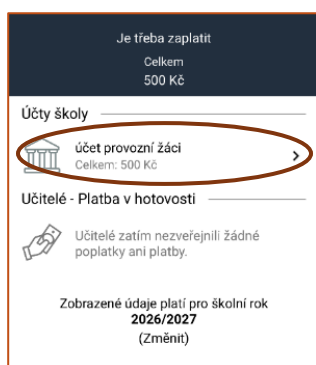 Je třeba zaplatit
Celkem
500 Kč
Účty školy
účet provozní žáci
Celkem: 500 Kč
Učitelé - Platba v hotovosti
Učitelé zatím nezveřejnili žádné
poplatky ani platby.
Zobrazené údaje platí pro školní rok
2026/2027
(Změnit)